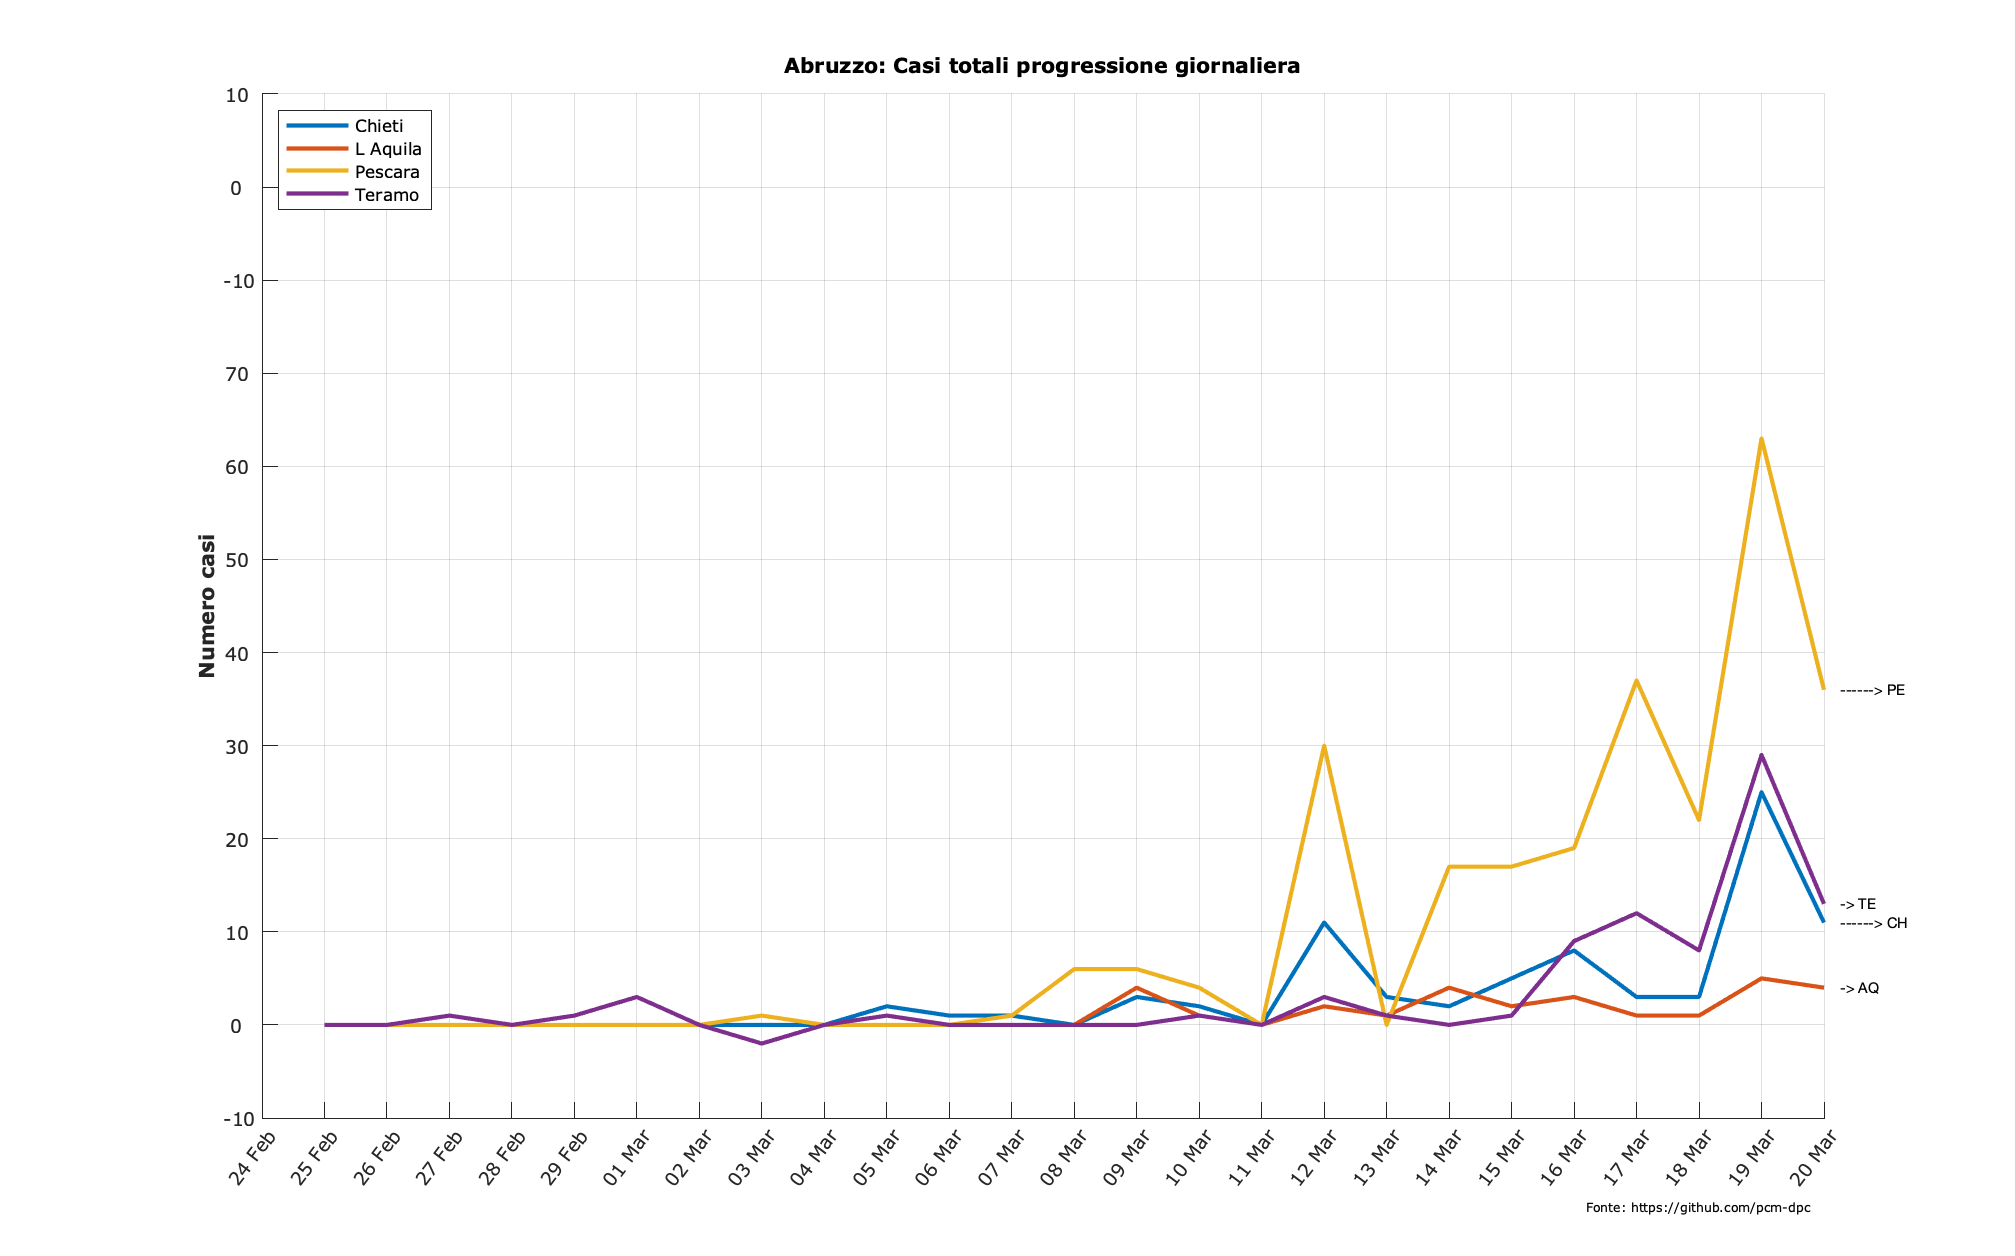 Abruzzo: Casi totali progressione giornaliera
Chieti
L Aquila
Pescara
Teramo
10
0
-10
70
60
50
40
30
20
10
0
-10
Numero casi
------> PE
-> TE
------> CH
-> AQ
24 Feb
25 Feb
26 Feb
27 Feb
28 Feb
29 Feb
01 Mar
02 Mar
03 Mar
04 Mar
05 Mar
06 Mar
07 Mar
08 Mar
09 Mar
10 Mar
11 Mar
12 Mar
13 Mar
14 Mar
15 Mar
16 Mar
17 Mar
18 Mar
19 Mar
20 Mar
Fonte: https://github.com/pcm-dpc